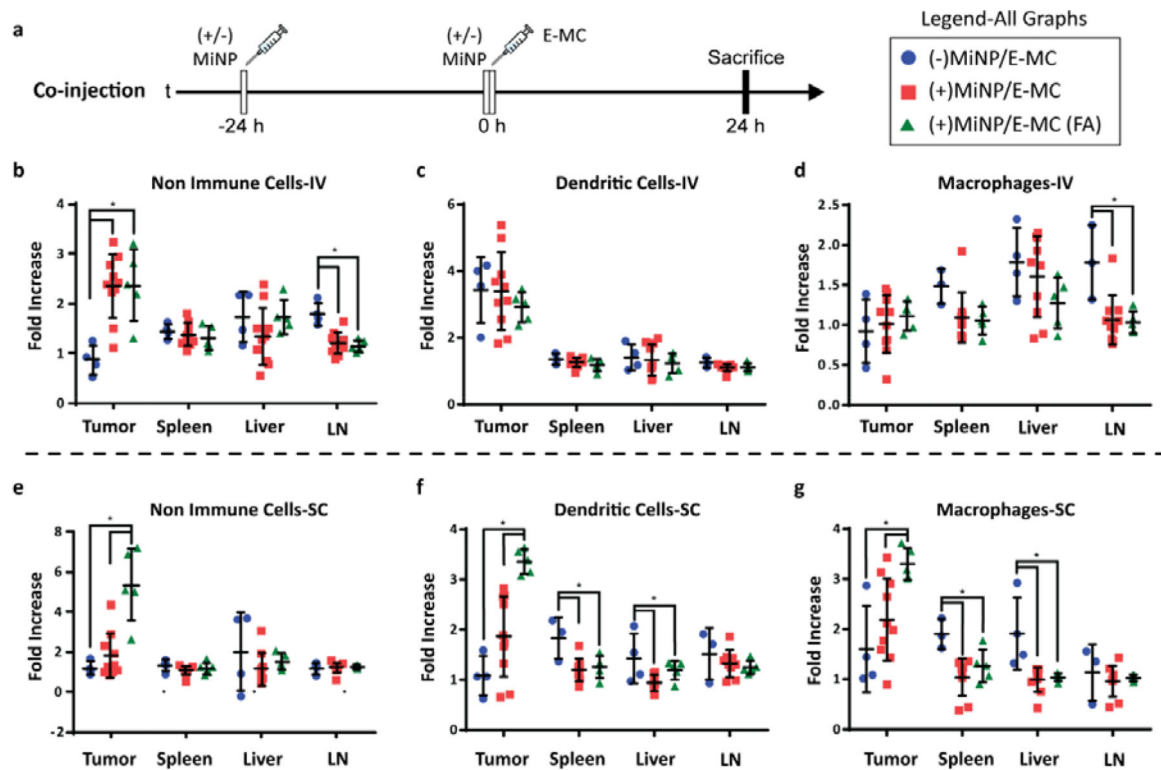 a
Co-injection
t
(+/-)
MiNP
(+/-)
MiNP
E-MC
Sacrifice
-24 h
0 h
24 h
Legend-All Graphs
(-)MiNP/E-MC
(+)MiNP/E-MC
(+)MiNP/E-MC (FA)
b
Non Immune Cells-IV
Fold Increase
4
3
2
1
0
Tumor Spleen Liver LN
*
*
c
Dendritic Cells-IV
Fold Increase
6
4
2
0
Tumor Spleen Liver LN
d
Macrophages-IV
Fold Increase
2.5
2.0
1.5
1.0
0.5
0.0
Tumor Spleen Liver LN
*
e
Non Immune Cells-SC
Fold Increase
8
6
4
2
0
-2
Tumor Spleen Liver LN
*
f
Dendritic Cells-SC
Fold Increase
4
3
2
1
0
Tumor Spleen Liver LN
*
*
*
g
Macrophages-SC
Fold Increase
4
3
2
1
0
Tumor Spleen Liver LN
*
*
*